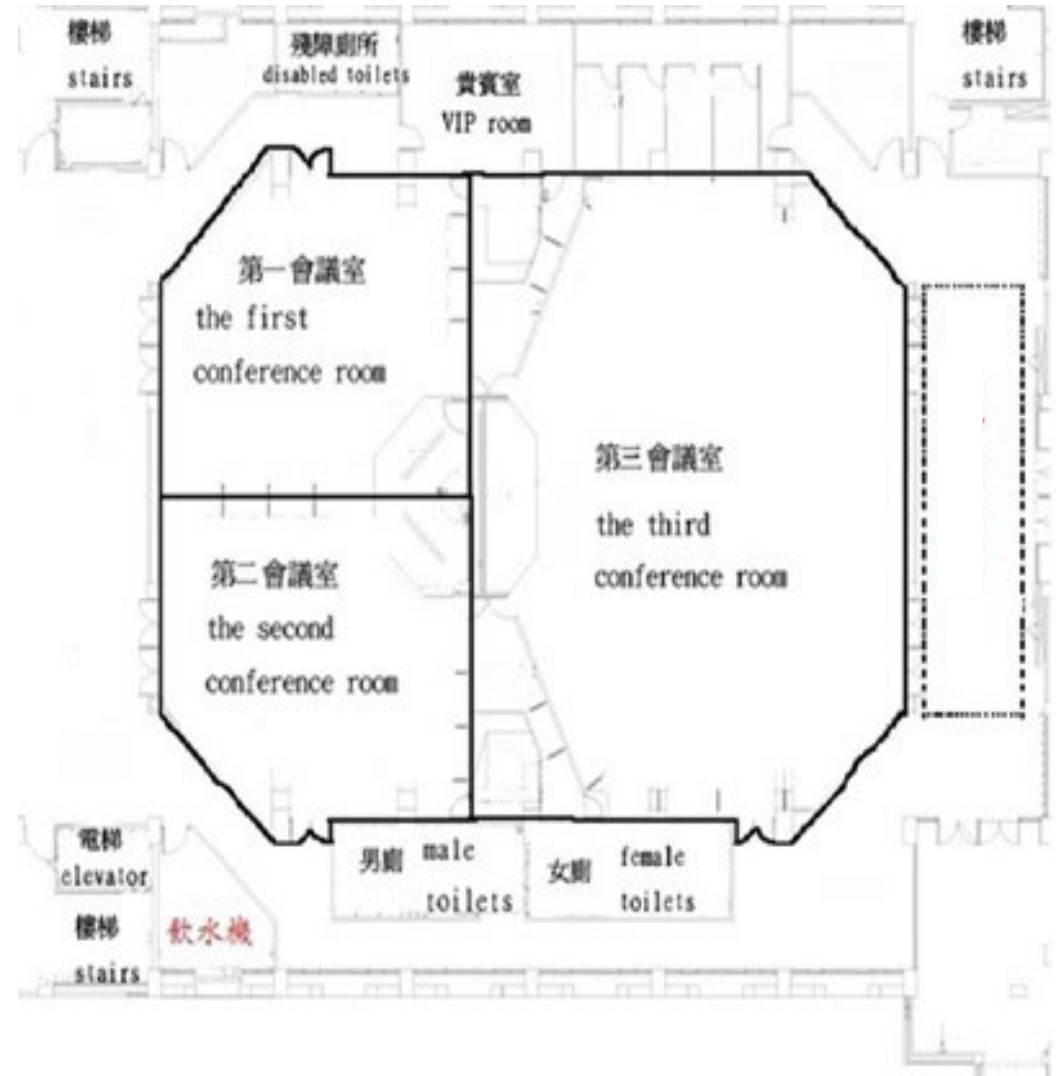 樓梯
stairs
殘障廁所
disabled toilets
貴賓室
VIP room
樓梯
stairs
第一會議室
the first
conference room
第三會議室
the third
conference room
第二會議室
the second
conference room
電梯
elevator
樓梯
stairs
飲水機
男廁 male
toilets
女廁 female
toilets